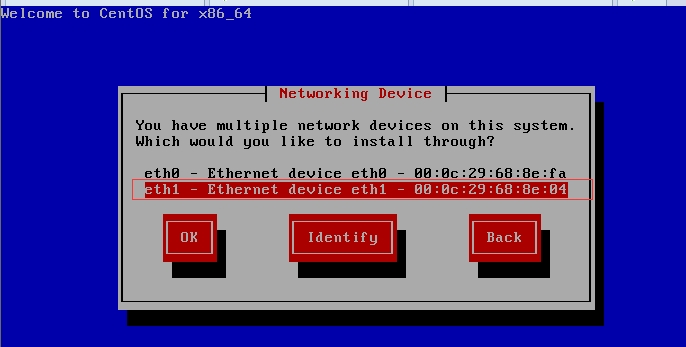 Welcome to CentOS for x86_64
Networking Device
You have multiple network devices on this system.
Which would you like to install through?
eth0 - Ethernet device eth0 - 00:0c:29:68:8e:fa
eth1 - Ethernet device eth1 - 00:0c:29:68:8e:04
OK Identify Back